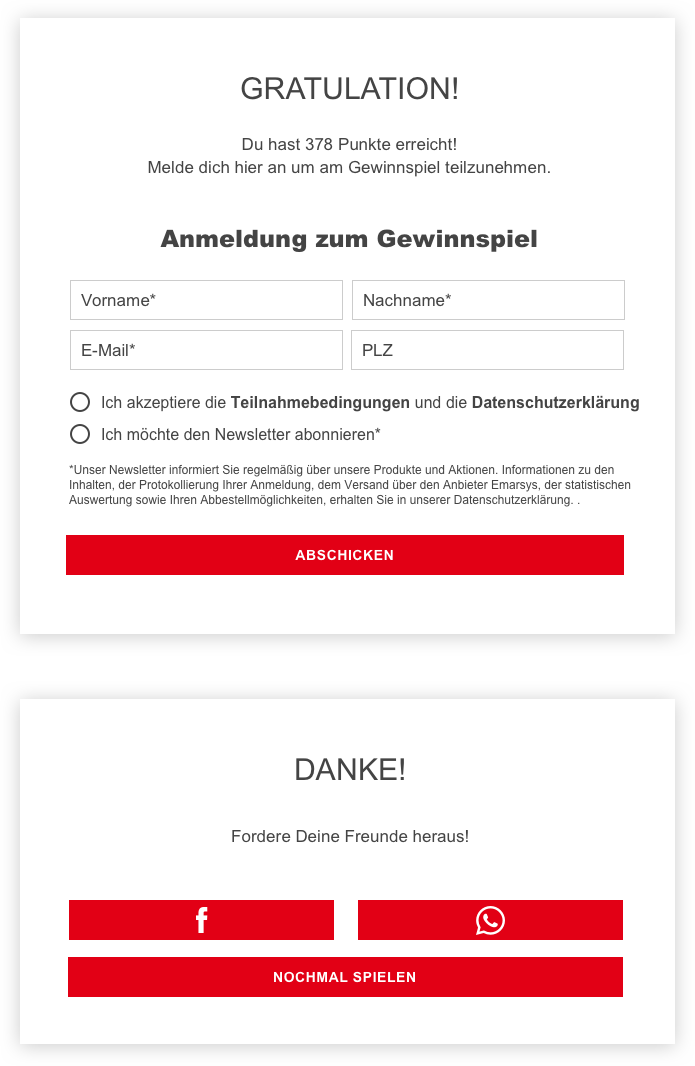 GRATULATION!
Du hast 378 Punkte erreicht!
Melde dich hier an um am Gewinnspiel teilzunehmen.
Anmeldung zum Gewinnspiel
Vorname* Nachname*
E-Mail* PLZ
Ich akzeptiere die Teilnahmebedingungen und die Datenschutzerklärung
Ich möchte den Newsletter abonnieren*
*Unser Newsletter informiert Sie regelmäßig über unsere Produkte und Aktionen. Informationen zu den
Inhalten, der Protokollierung Ihrer Anmeldung, dem Versand über den Anbieter Emarsys, der statistischen
Auswertung sowie Ihren Abbestellmöglichkeiten, erhalten Sie in unserer Datenschutzerklärung. .
ABSCHICKEN
DANKE!
Fordere Deine Freunde heraus!
NOCHMAL SPIELEN